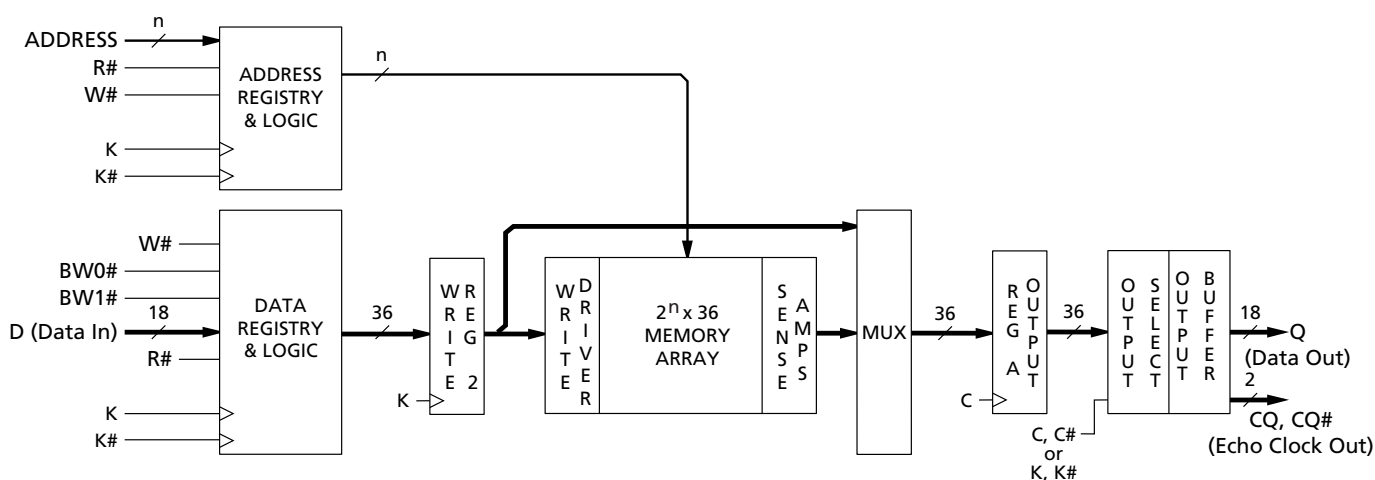 n
ADDRESS
R#
W#
K
K#
ADDRESS
REGISTRY
& LOGIC
n
W#
BW0#
BW1#
18
D (Data In)
R#
K
K#
DATA
REGISTRY
& LOGIC
36
WRITE
REG 2
K
WRITE
DRIVER
2n x 36
MEMORY
ARRAY
SENSE
AMPS
MUX
36
REG A
OUTPUT
C
36
OUTPUT
SELECT
OUTPUT
BUFFER
C, C#
or
K, K#
18
Q
(Data Out)
2
CQ, CQ#
(Echo Clock Out)